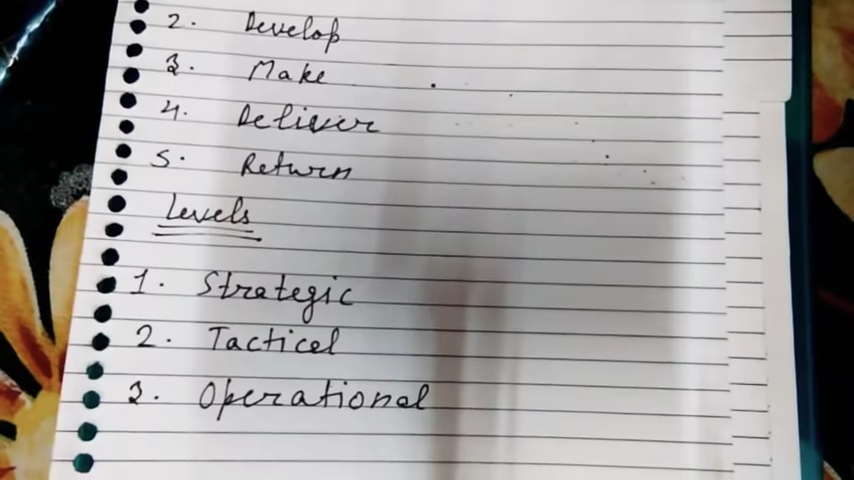 2. Develop
3. Make
4. Deliver
5. Return
Levels
1. Strategic
2. Tactical
3. Operational